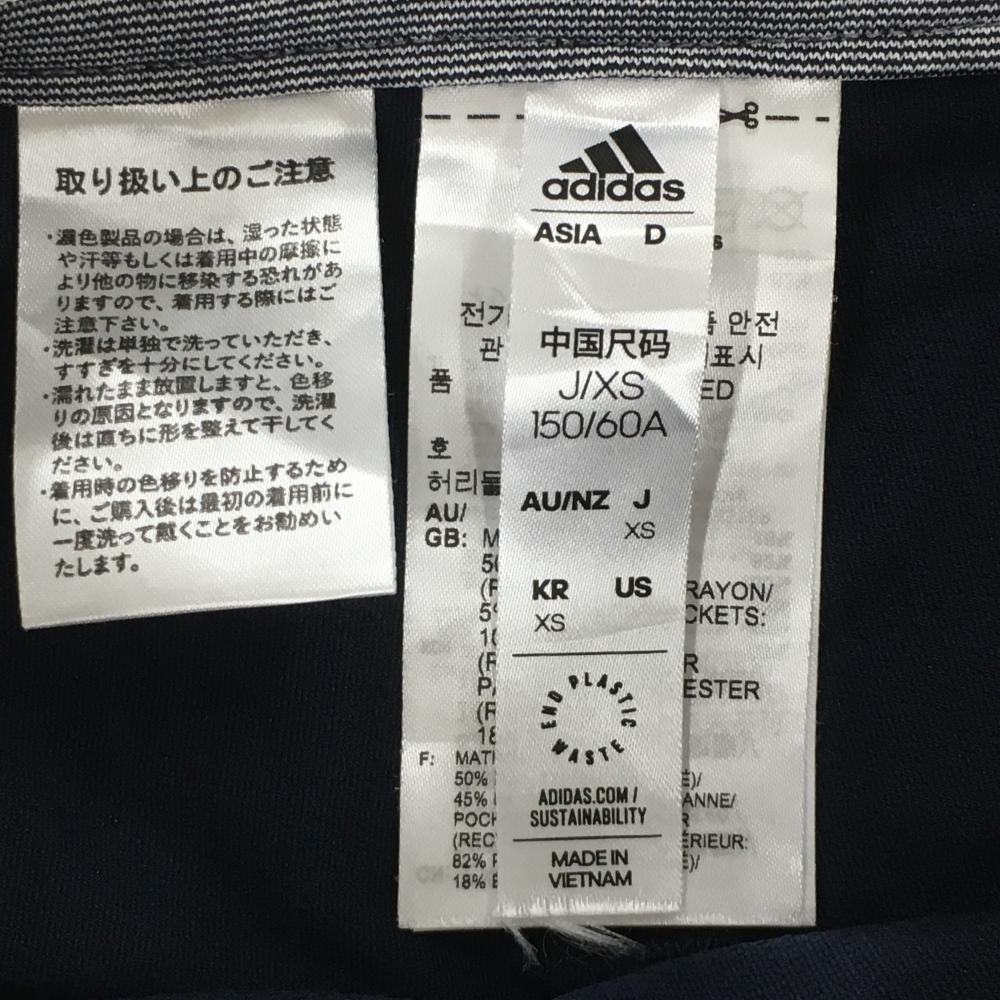 取り扱い上のご注意
・濃色製品の場合は、湿った状態
や汗等もしくは着用中の摩擦に
より他の物に移染する恐れがあ
りますので、着用する際にはご
注意下さい。
・洗濯は単独で洗っていただき、
すすぎを十分にしてください。
・濡れたまま放置しますと、色移
りの原因となりますので、洗濯
後は直ちに形を整えて干してく
ださい。
・着用時の色移りを防止するため
に、ご購入後は最初の着用前に
一度洗って戴くことをお勧めい
たします。
adidas
ASIA D
中国尺码
J/XS
150/60A
AU/NZ J
XS
KR US
XS
END PLASTIC WASTE
ADIDAS.COM/
SUSTAINABILITY
MADE IN
VIETNAM
안전
관
표시
품
ED
호
AU/
GB:
RAYON/
F:
50%
45%
82%
18%